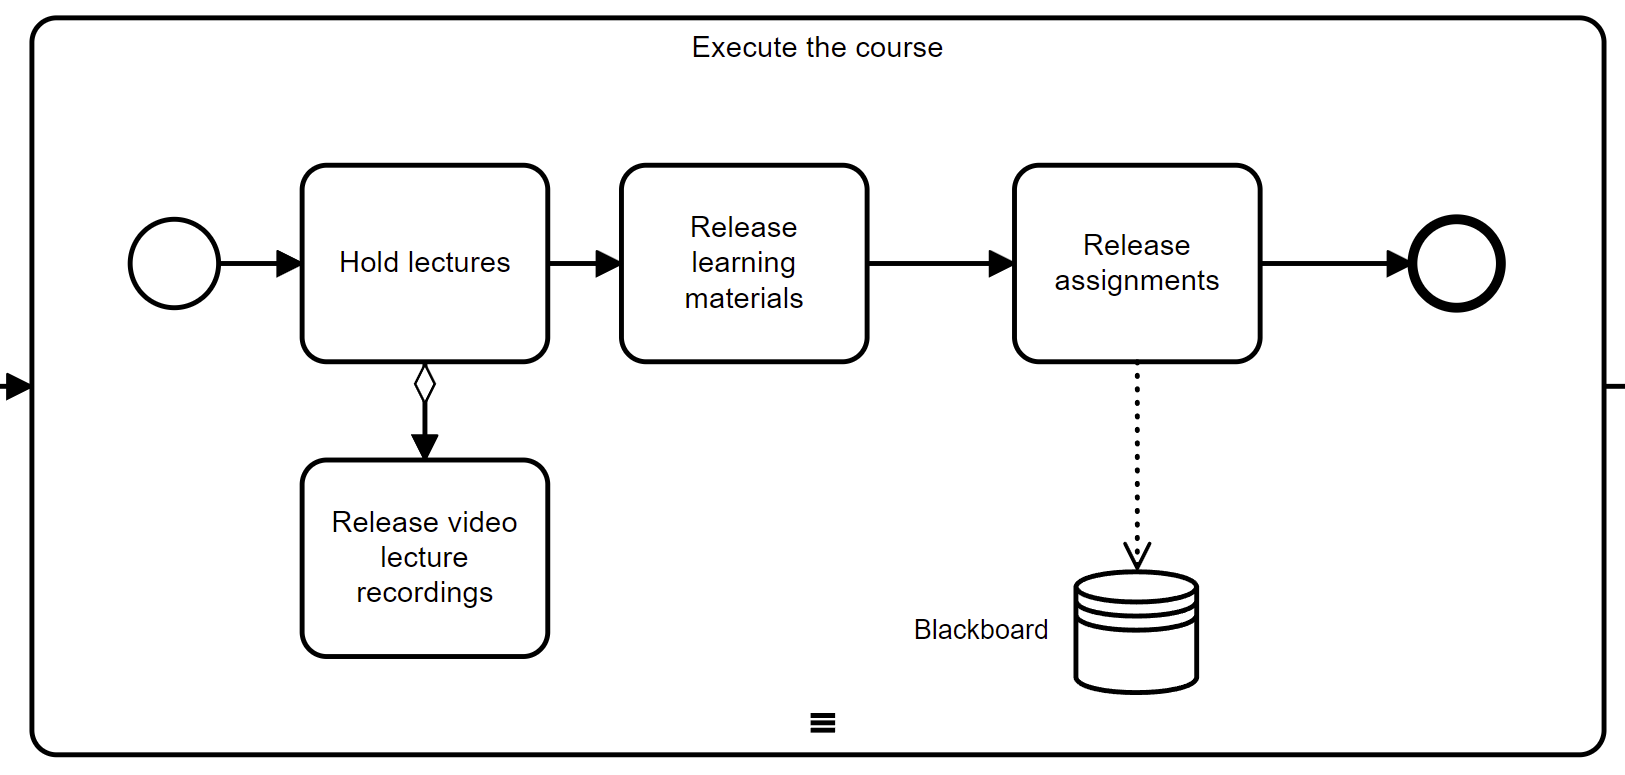 Execute the course
Hold lectures
Release
learning
materials
Release
assignments
Release video
lecture
recordings
Blackboard